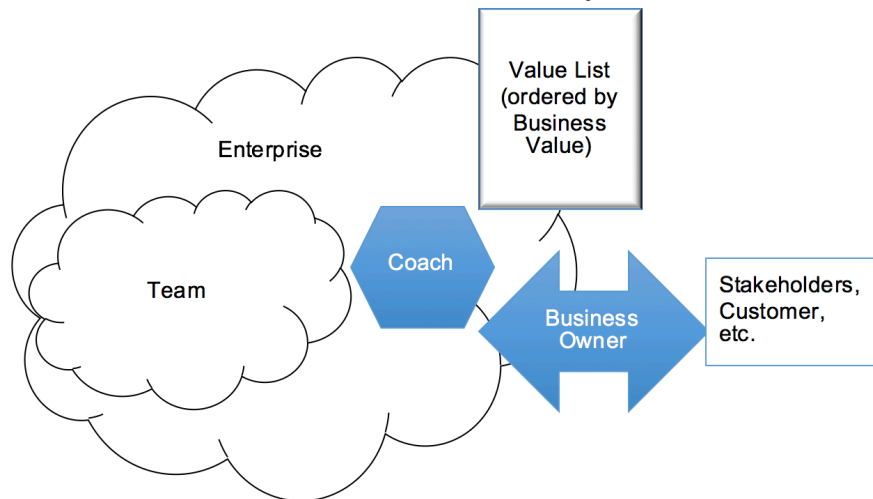 Value List
(ordered by
Business
Value)
Enterprise
Coach
Team
Business
Owner
Stakeholders,
Customer,
etc.